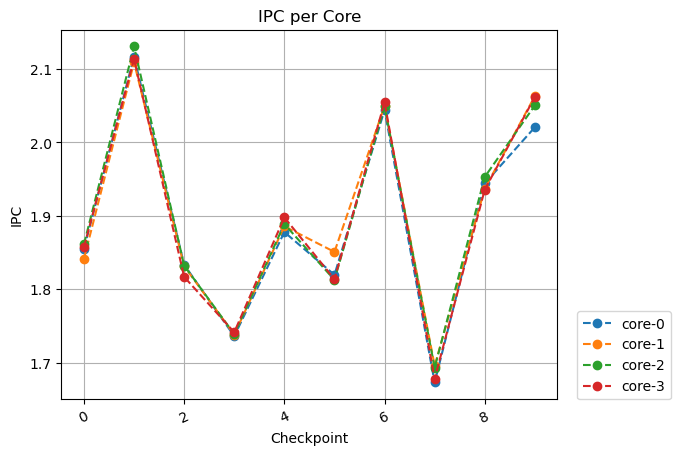 IPC per Core
IPC
2.1
2.0
1.9
1.8
1.7
0
2
4
6
8
Checkpoint
core-0
core-1
core-2
core-3